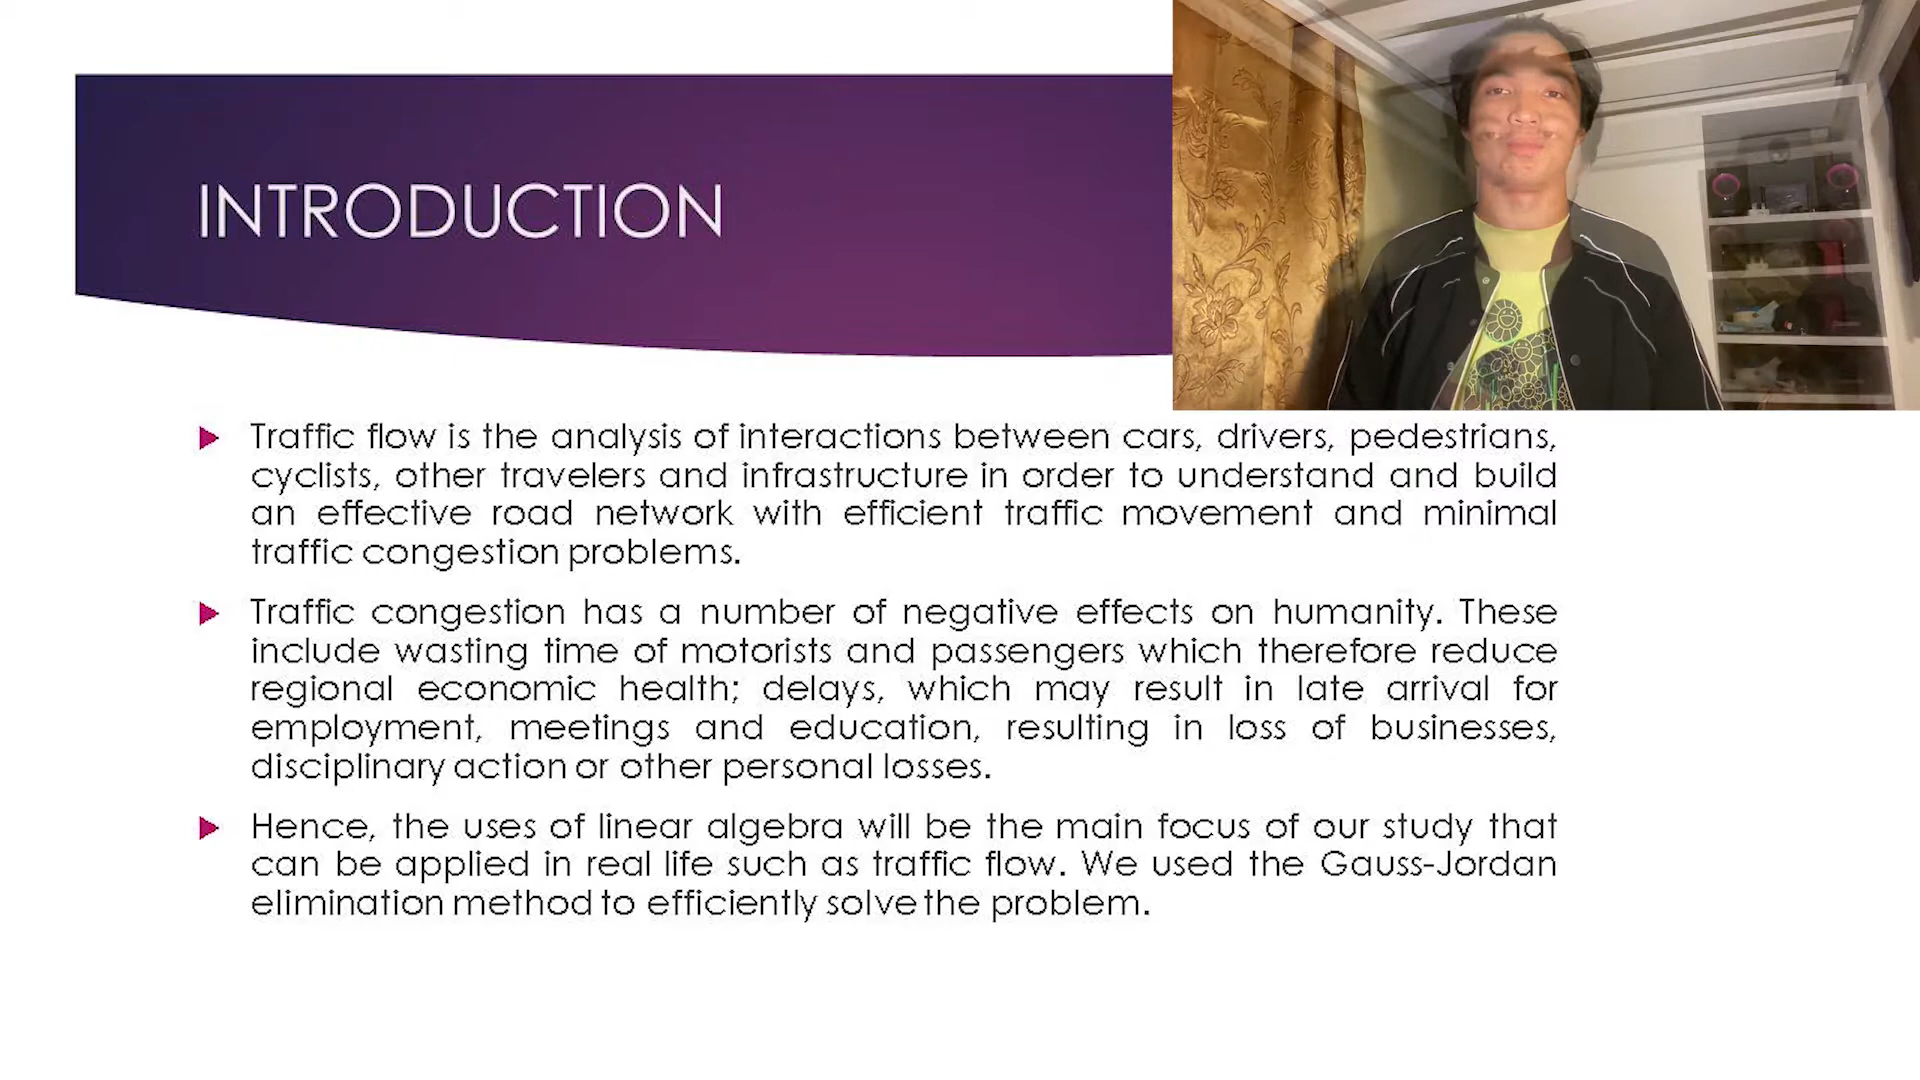 INTRODUCTION
Traffic flow is the analysis of interactions between cars, drivers, pedestrians,
cyclists, other travelers and infrastructure in order to understand and build
an effective road network with efficient traffic movement and minimal
traffic congestion problems.
Traffic congestion has a number of negative effects on humanity. These
include wasting time of motorists and passengers which therefore reduce
regional economic health; delays, which may result in late arrival for
employment, meetings and education, resulting in loss of businesses,
disciplinary action or other personal losses.
Hence, the uses of linear algebra will be the main focus of our study that
can be applied in real life such as traffic flow. We used the Gauss-Jordan
elimination method to efficiently solve the problem.